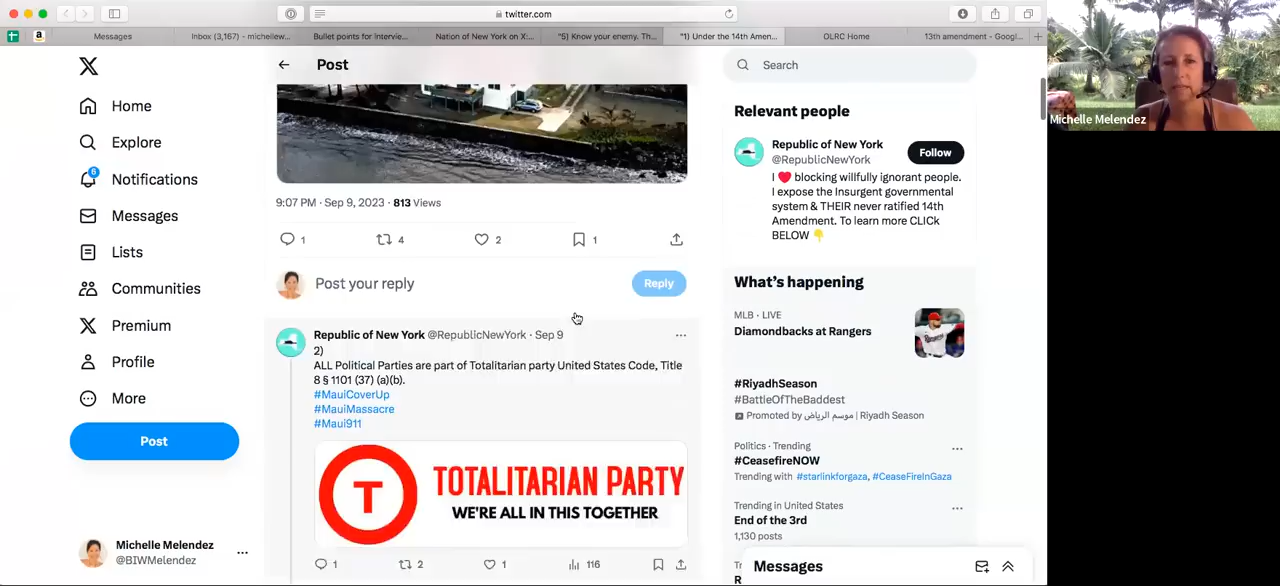 twitter.com
Messages
Inbox (3,167) - michellew...
Bullet points for Intervie...
Nation of New York on X:...
"5) Know your enemy. Th...
"1) Under the 14th Amen...
OLRC Home
13th amendment - Googl...
Michelle Melendez
X
Home
Explore
6
Notifications
Messages
Lists
Communities
Premium
Profile
More
Post
Michelle Melendez
@BIWMelendez
Post
9:07 PM · Sep 9, 2023 · 813 Views
1
4
2
1
Post your reply
Reply
Republic of New York @RepublicNewYork · Sep 9
2)
ALL Political Parties are part of Totalitarian party United States Code, Title
8 § 1101 (37) (a)(b).
#MauiCoverUp
#MauiMassacre
#Maui911
T
TOTALITARIAN PARTY
WE'RE ALL IN THIS TOGETHER
1
2
1
116
Search
Relevant people
Republic of New York
@RepublicNewYork
Follow
I ❤️ blocking willfully ignorant people.
I expose the Insurgent governmental
system & THEIR never ratified 14th
Amendment. To learn more CLICk
BELOW 👇
What's happening
MLB · LIVE
Diamondbacks at Rangers
#RiyadhSeason
#BattleOfTheBaddest
Promoted by موسم الرياض | Riyadh Season
Politics · Trending
#CeasefireNOW
Trending with #starlinkforgaza, #CeaseFireInGaza
Trending in United States
End of the 3rd
1,130 posts
Messages